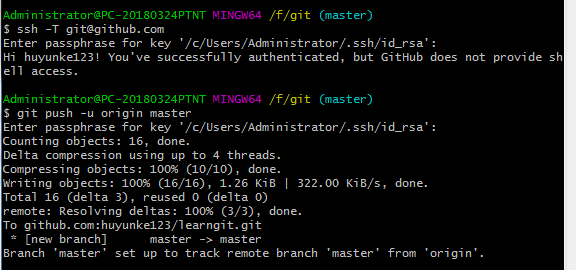 Administrator@PC-20180324PTNT MINGW64 /f/git (master)
$ ssh -T git@github.com
Enter passphrase for key '/c/Users/Administrator/.ssh/id_rsa':
Hi huyunke123! You've successfully authenticated, but GitHub does not provide sh
ell access.
Administrator@PC-20180324PTNT MINGW64 /f/git (master)
$ git push -u origin master
Enter passphrase for key '/c/Users/Administrator/.ssh/id_rsa':
Counting objects: 16, done.
Delta compression using up to 4 threads.
Compressing objects: 100% (10/10), done.
Writing objects: 100% (16/16), 1.26 KiB | 322.00 KiB/s, done.
Total 16 (delta 3), reused 0 (delta 0)
remote: Resolving deltas: 100% (3/3), done.
To github.com:huyunke123/learngit.git
 * [new branch]      master -> master
Branch 'master' set up to track remote branch 'master' from 'origin'.